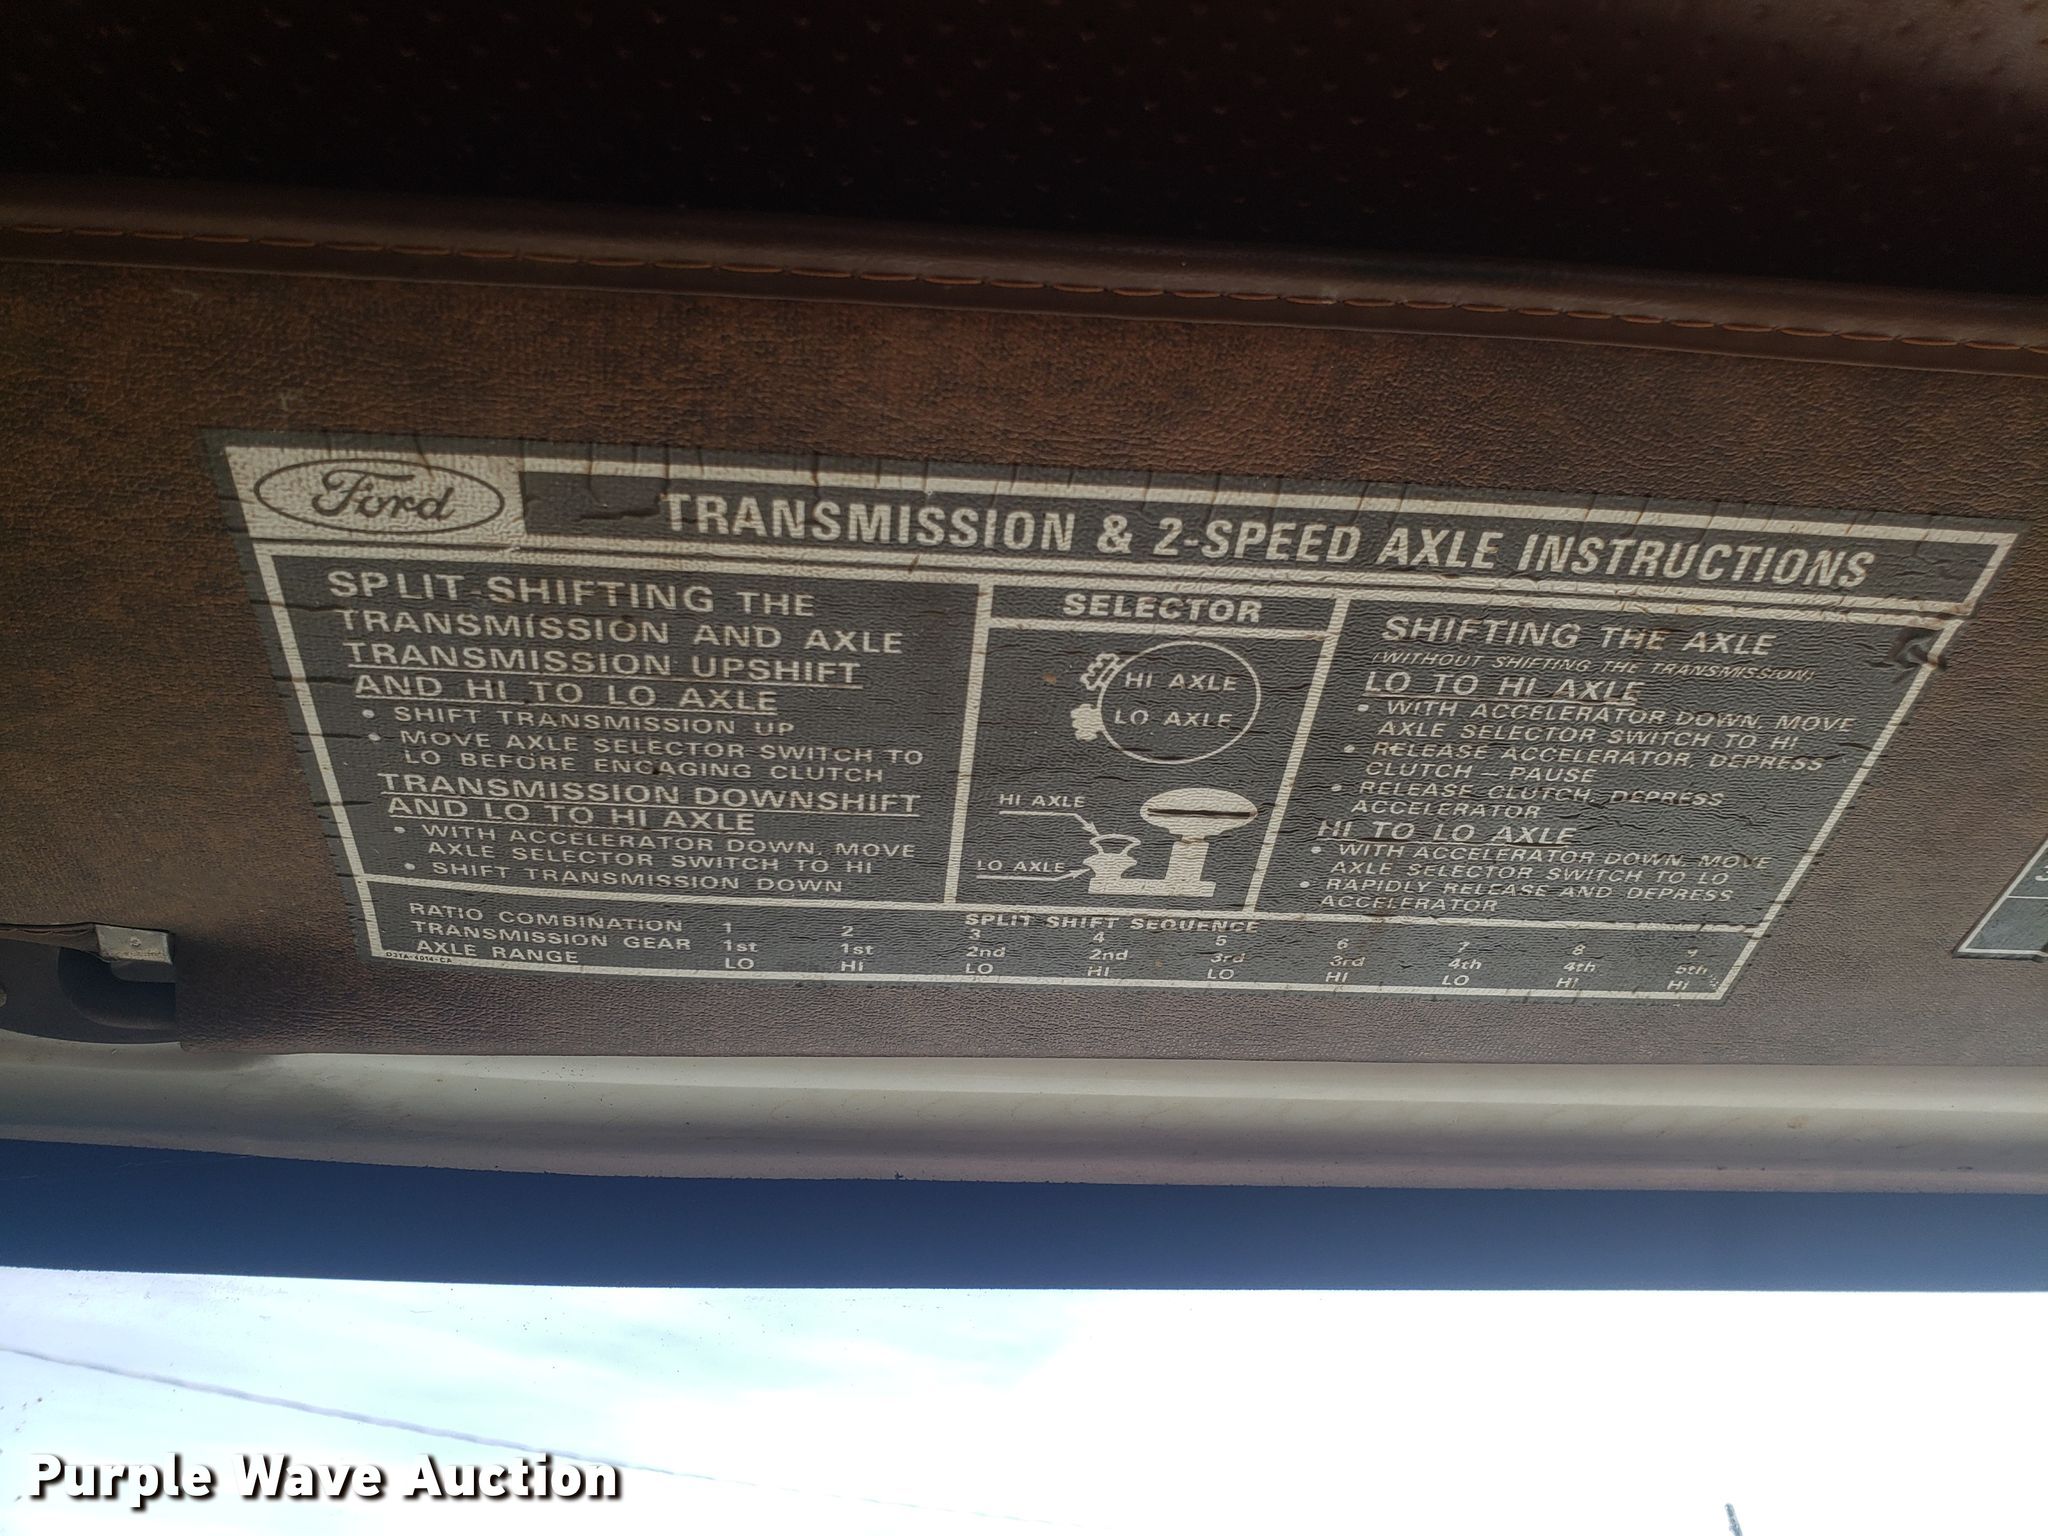 Ford
TRANSMISSION & 2-SPEED AXLE INSTRUCTIONS
SPLIT-SHIFTING THE
TRANSMISSION AND AXLE
TRANSMISSION UPSHIFT
AND HI TO LO AXLE
• SHIFT TRANSMISSION UP
• MOVE AXLE SELECTOR SWITCH TO
LO BEFORE ENGAGING CLUTCH
TRANSMISSION DOWNSHIFT
AND LO TO HI AXLE
• WITH ACCELERATOR DOWN, MOVE
AXLE SELECTOR SWITCH TO HI
• SHIFT TRANSMISSION DOWN
SELECTOR
HI AXLE
LO AXLE
HI AXLE
LO AXLE
SHIFTING THE AXLE
(WITHOUT SHIFTING THE TRANSMISSION)
LO TO HI AXLE
• WITH ACCELERATOR DOWN, MOVE
AXLE SELECTOR SWITCH TO HI
• RELEASE ACCELERATOR, DEPRESS
CLUTCH – PAUSE
• RELEASE CLUTCH, DEPRESS
ACCELERATOR
HI TO LO AXLE
• WITH ACCELERATOR DOWN, MOVE
AXLE SELECTOR SWITCH TO LO
• RAPIDLY RELEASE AND DEPRESS
ACCELERATOR
SPLIT SHIFT SEQUENCE
RATIO COMBINATION 1 2 3 4 5 6 7 8 9
TRANSMISSION GEAR 1st 1st 2nd 2nd 3rd 3rd 4th 4th 5th
AXLE RANGE LO HI LO HI LO HI LO HI HI
D3TA-4014-CA
Purple Wave Auction